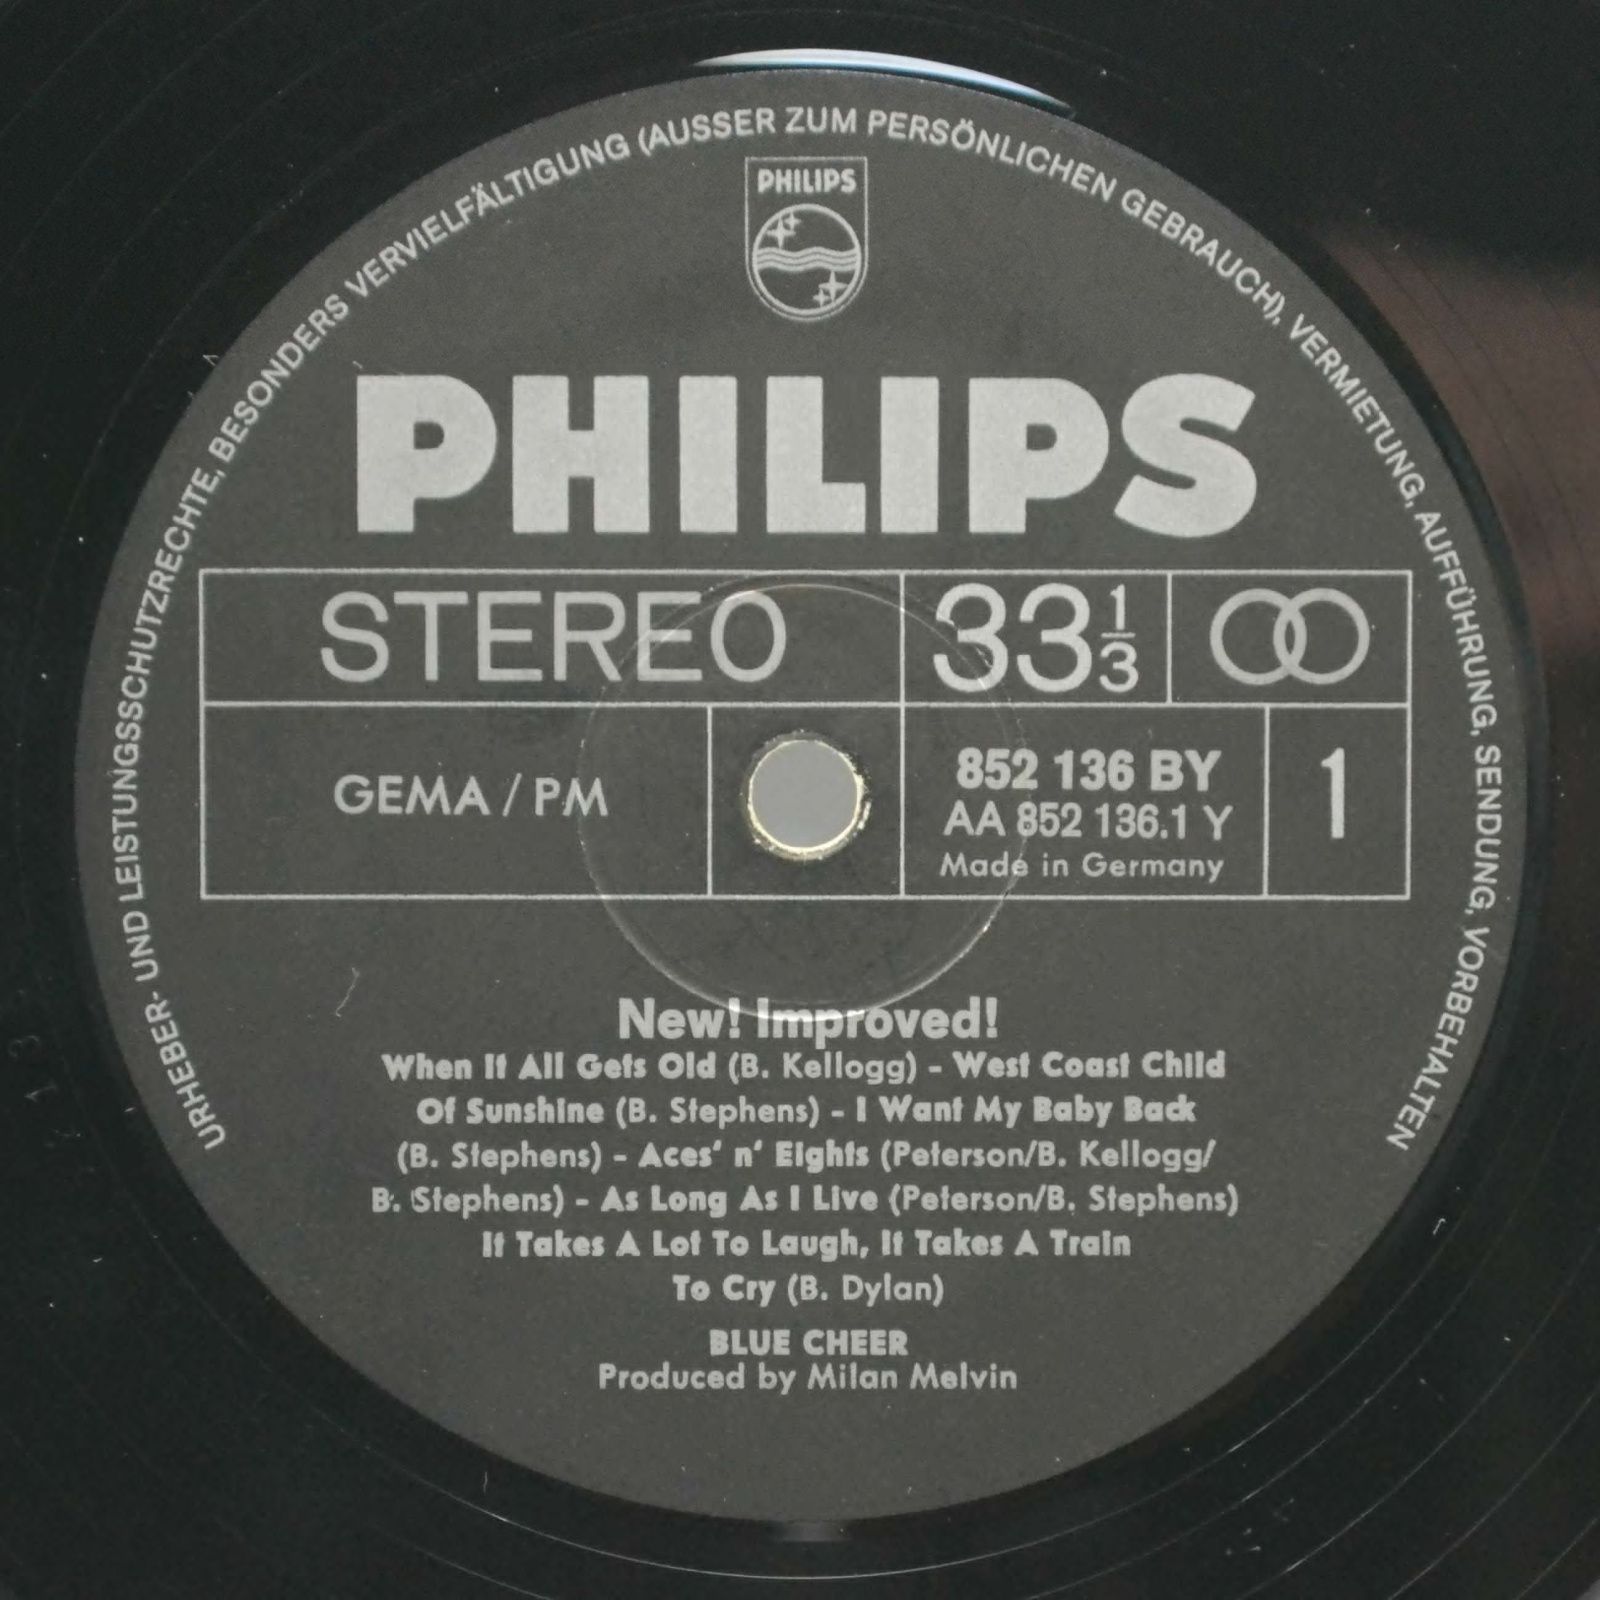 URHEBER- UND LEISTUNGSSCHUTZRECHTE, BESONDERS VERVIELFÄLTIGUNG (AUSSER ZUM PERSÖNLICHEN GEBRAUCH), VERMIETUNG, AUFFÜHRUNG, SENDUNG, VORBEHALTEN
PHILIPS
PHILIPS
STEREO 33 1/3
GEMA / PM
852 136 BY
AA 852 136.1 Y
Made in Germany
1
New! Improved!
When It All Gets Old (B. Kellogg) - West Coast Child
Of Sunshine (B. Stephens) - I Want My Baby Back
(B. Stephens) - Aces' n' Eights (Peterson/B. Kellogg/
B. Stephens) - As Long As I Live (Peterson/B. Stephens)
It Takes A Lot To Laugh, It Takes A Train
To Cry (B. Dylan)
BLUE CHEER
Produced by Milan Melvin